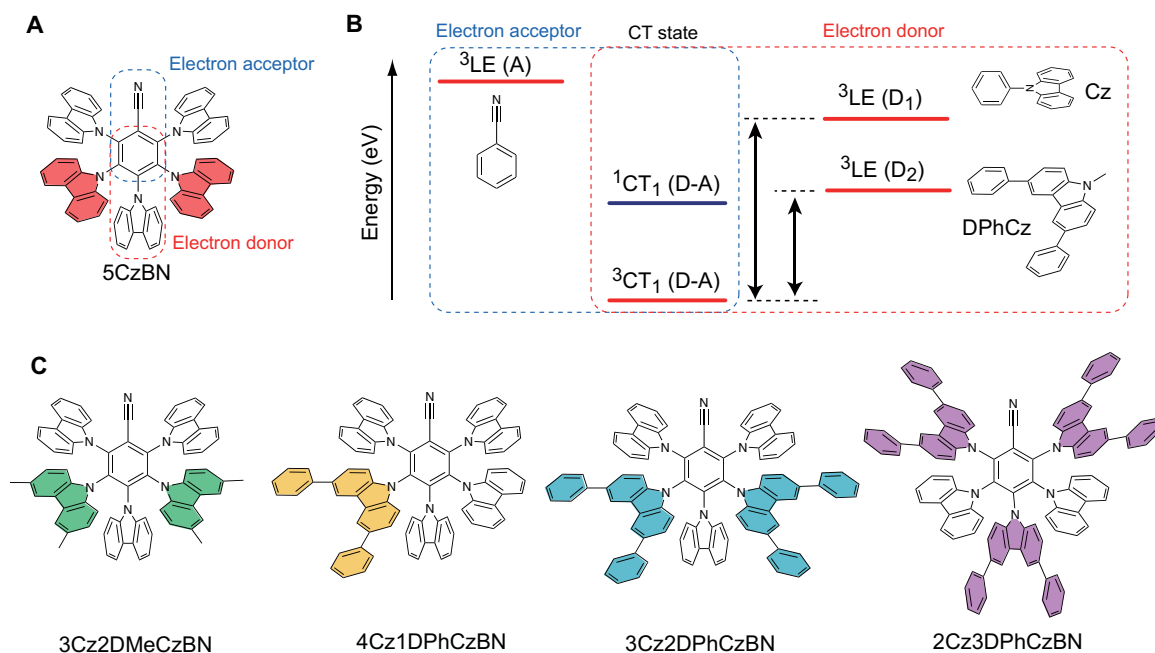 A
Electron acceptor
N
N
N
N
N
N
Electron donor
5CzBN
B
Electron acceptor
CT state
Electron donor
Energy (eV)
³LE (A)
N
¹CT₁ (D-A)
³CT₁ (D-A)
³LE (D₁)
N
Cz
³LE (D₂)
N
DPhCz
C
N
N
N
N
N
N
3Cz2DMeCzBN
N
N
N
N
N
N
4Cz1DPhCzBN
N
N
N
N
N
N
3Cz2DPhCzBN
N
N
N
N
N
N
2Cz3DPhCzBN